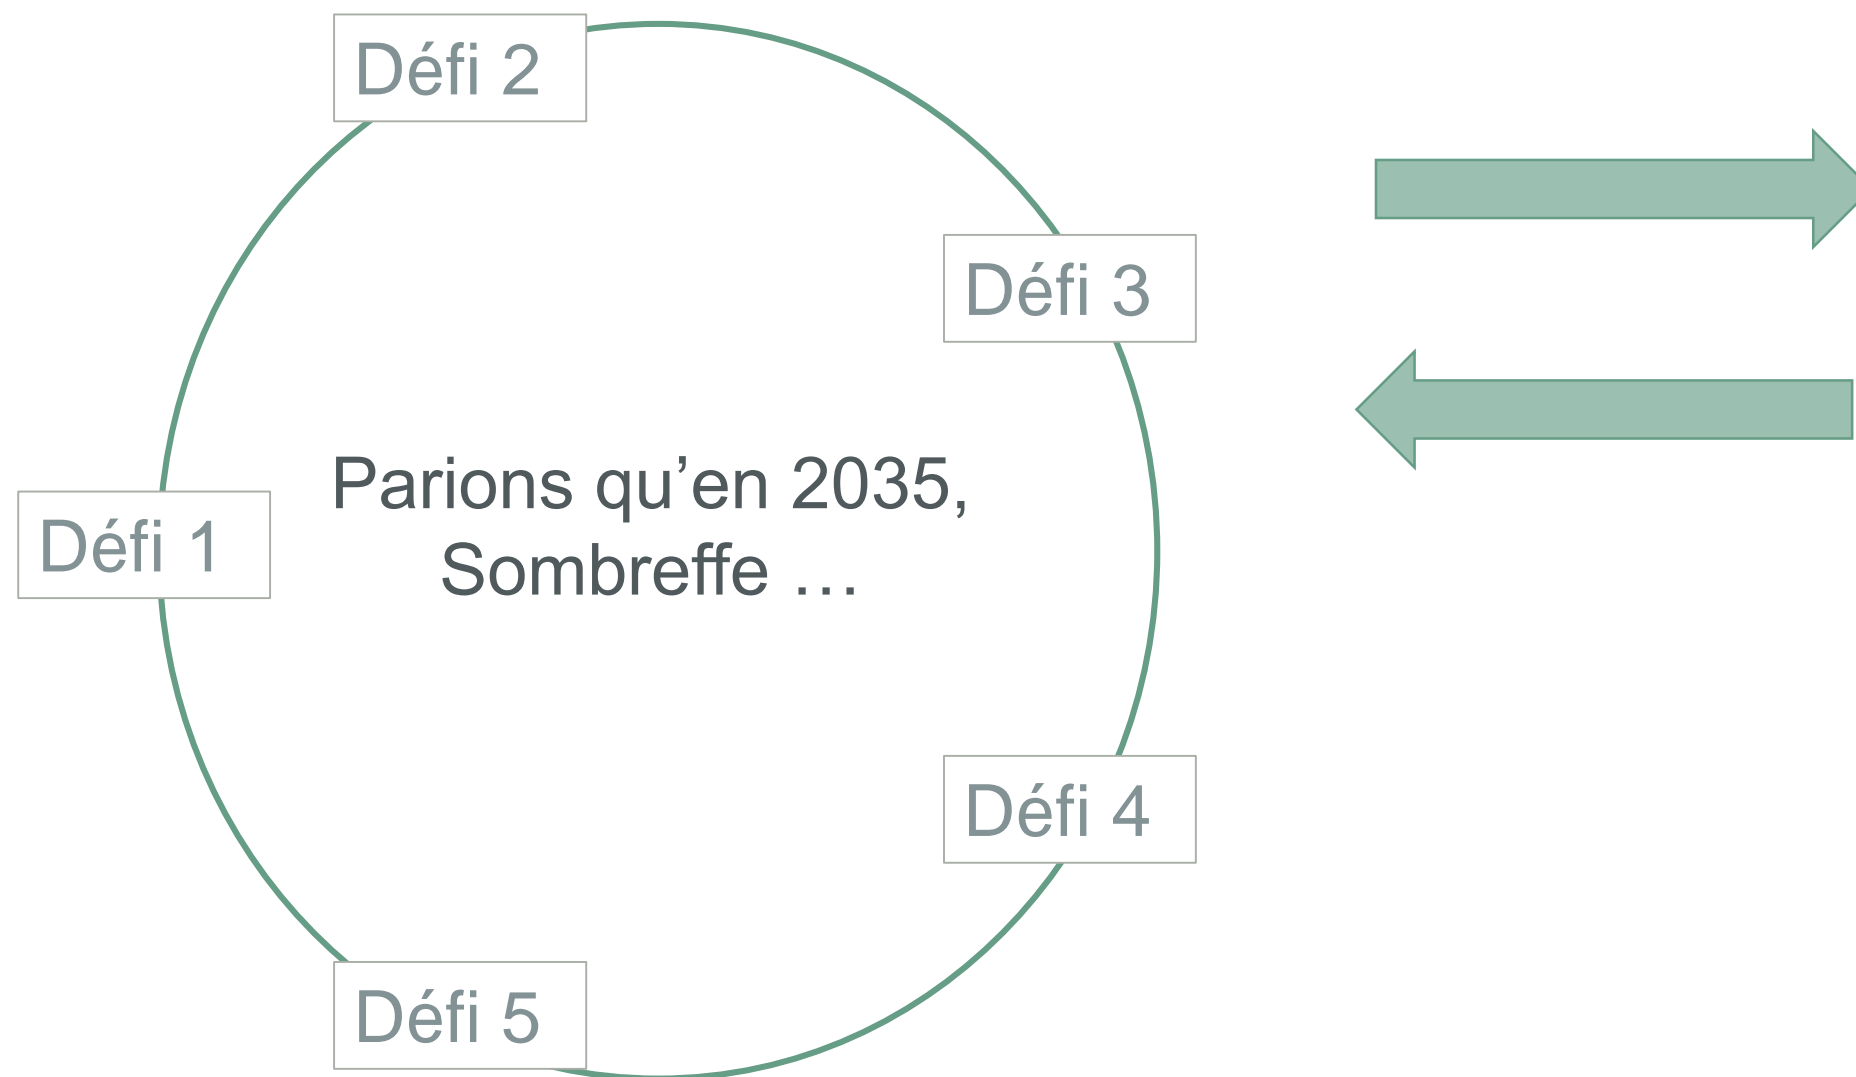 Défi 2
Défi 3
Parions qu’en 2035,
Sombreffe …
Défi 1
Défi 4
Défi 5